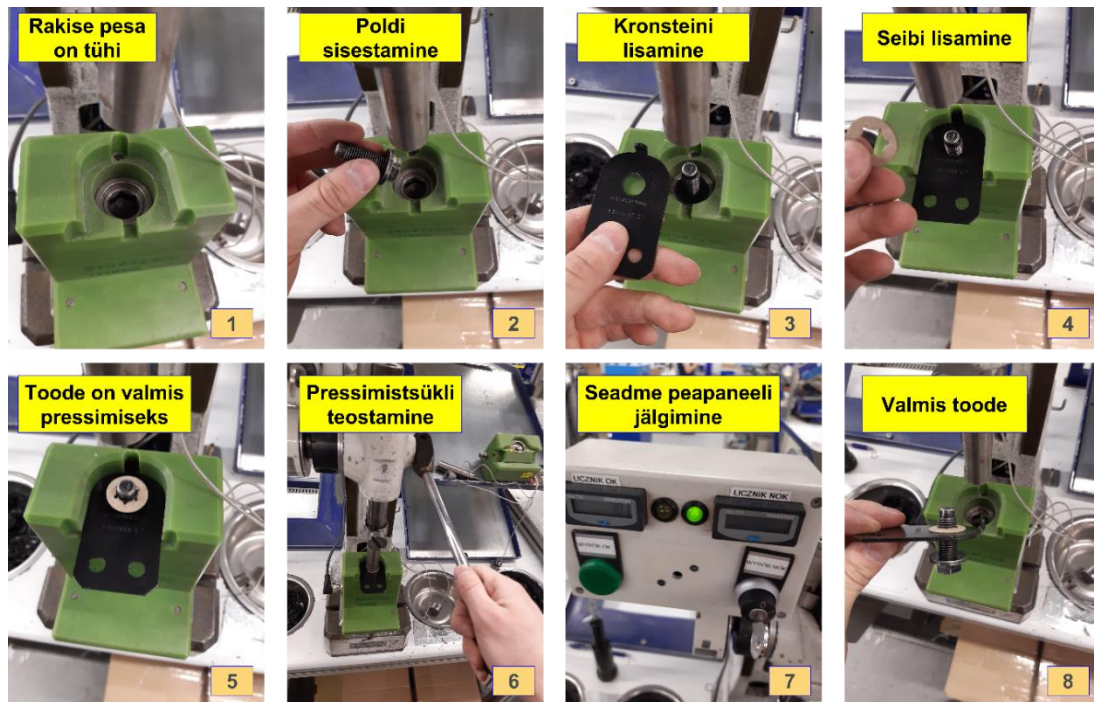 Rakise pesa
on tühi
1
Poldi
sisestamine
2
Kronsteini
lisamine
3
Seibi lisamine
4
Toode on valmis
pressimiseks
5
Pressimistsükli
teostamine
6
Seadme peapaneeli
jälgimine
LICZNIK OK
LICZNIK NOK
7
Valmis toode
8